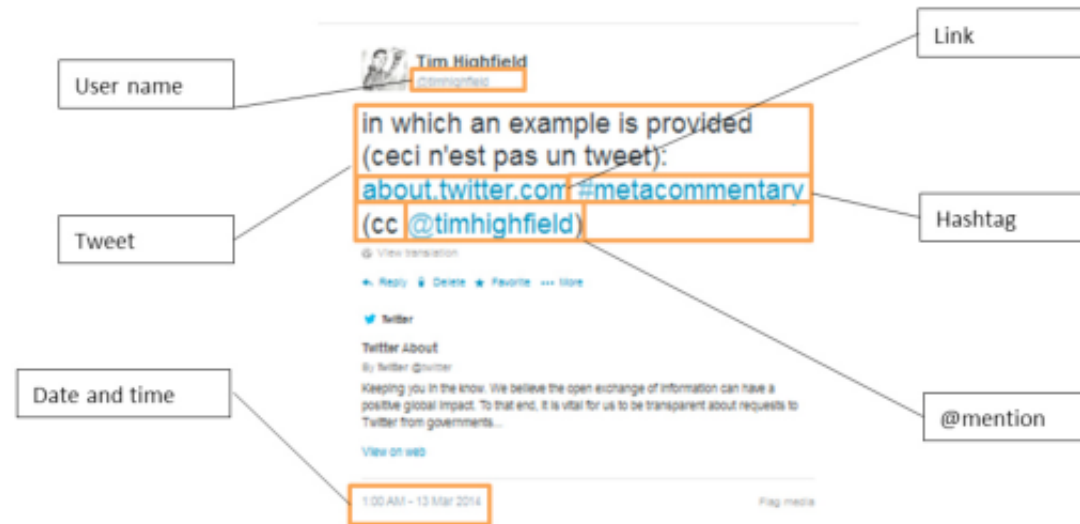 Link
Tim Highfield
@timhighfield
User name
in which an example is provided
(ceci n'est pas un tweet):
about.twitter.com #metacommentary
(cc @timhighfield)
Hashtag
Tweet
View translation
Reply Delete Favorite More
Twitter
Twitter About
By Twitter @twitter
Keeping you in the know. We believe the open exchange of information can have a
positive global impact. To that end, it is vital for us to be transparent about requests to
Twitter from governments...
Date and time
@mention
View on web
1:00 AM - 13 Mar 2014
Flag media